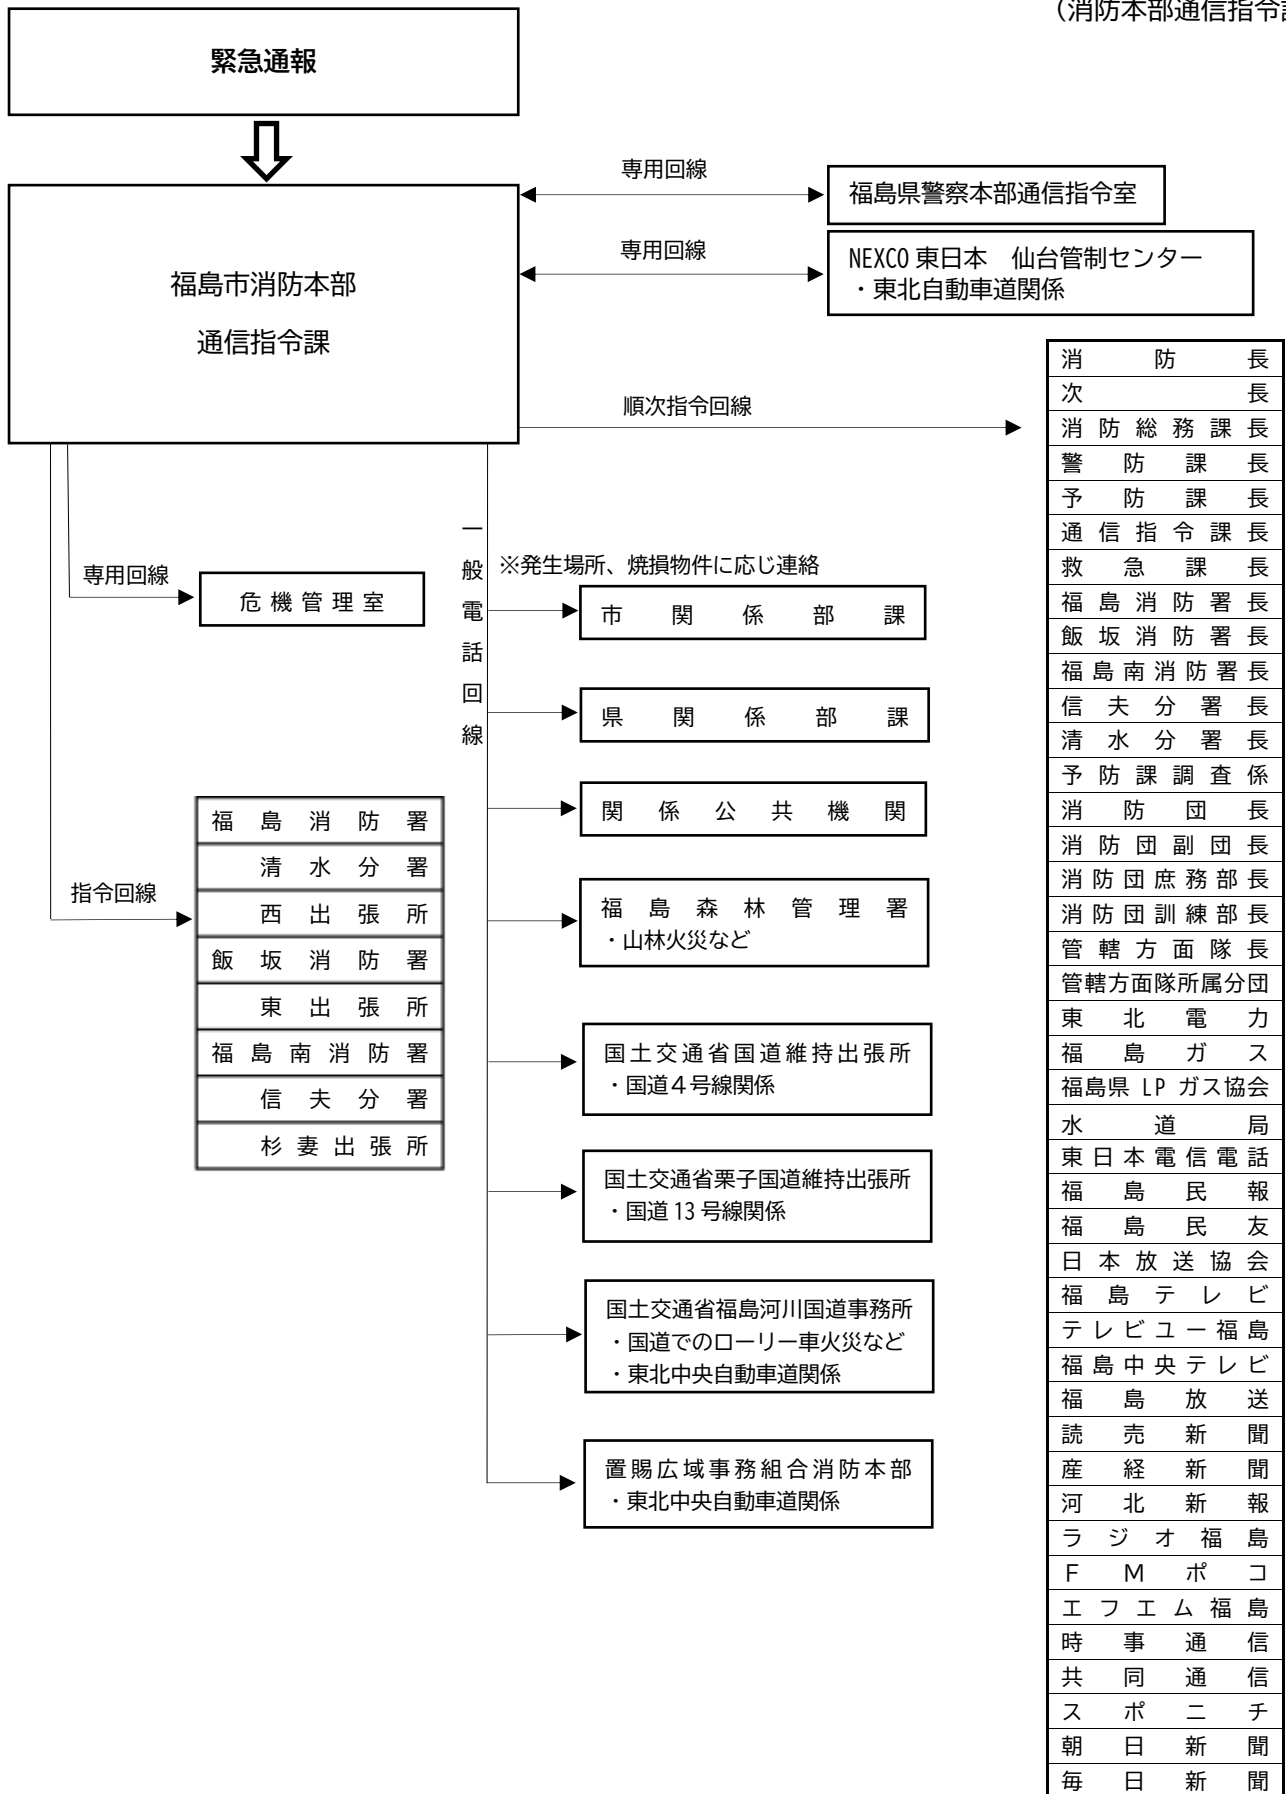 （消防本部通信指令
緊急通報
福島市消防本部
通信指令課
専用回線
福島県警察本部通信指令室
専用回線
NEXCO東日本　仙台管制センター
・東北自動車道関係
順次指令回線
専用回線
危機管理室
指令回線
福島消防署
清水分署
西出張所
飯坂消防署
東出張所
福島南消防署
信夫分署
杉妻出張所
一般電話回線
※発生場所、焼損物件に応じ連絡
市関係部課
県関係部課
関係公共機関
福島森林管理署
・山林火災など
国土交通省国道維持出張所
・国道４号線関係
国土交通省栗子国道維持出張所
・国道13号線関係
国土交通省福島河川国道事務所
・国道でのローリー車火災など
・東北中央自動車道関係
置賜広域事務組合消防本部
・東北中央自動車道関係
消防長
次長
消防総務課長
警防課長
予防課長
通信指令課長
救急課長
福島消防署長
飯坂消防署長
福島南消防署長
信夫分署長
清水分署長
予防課調査係
消防団長
消防団副団長
消防団庶務部長
消防団訓練部長
管轄方面隊長
管轄方面隊所属分団
東北電力
福島ガス
福島県LPガス協会
水道局
東日本電信電話
福島民報
福島民友
日本放送協会
福島テレビ
テレビユー福島
福島中央テレビ
福島放送
読売新聞
産経新聞
河北新報
ラジオ福島
ＦＭポコ
エフエム福島
時事通信
共同通信
スポニチ
朝日新聞
毎日新聞